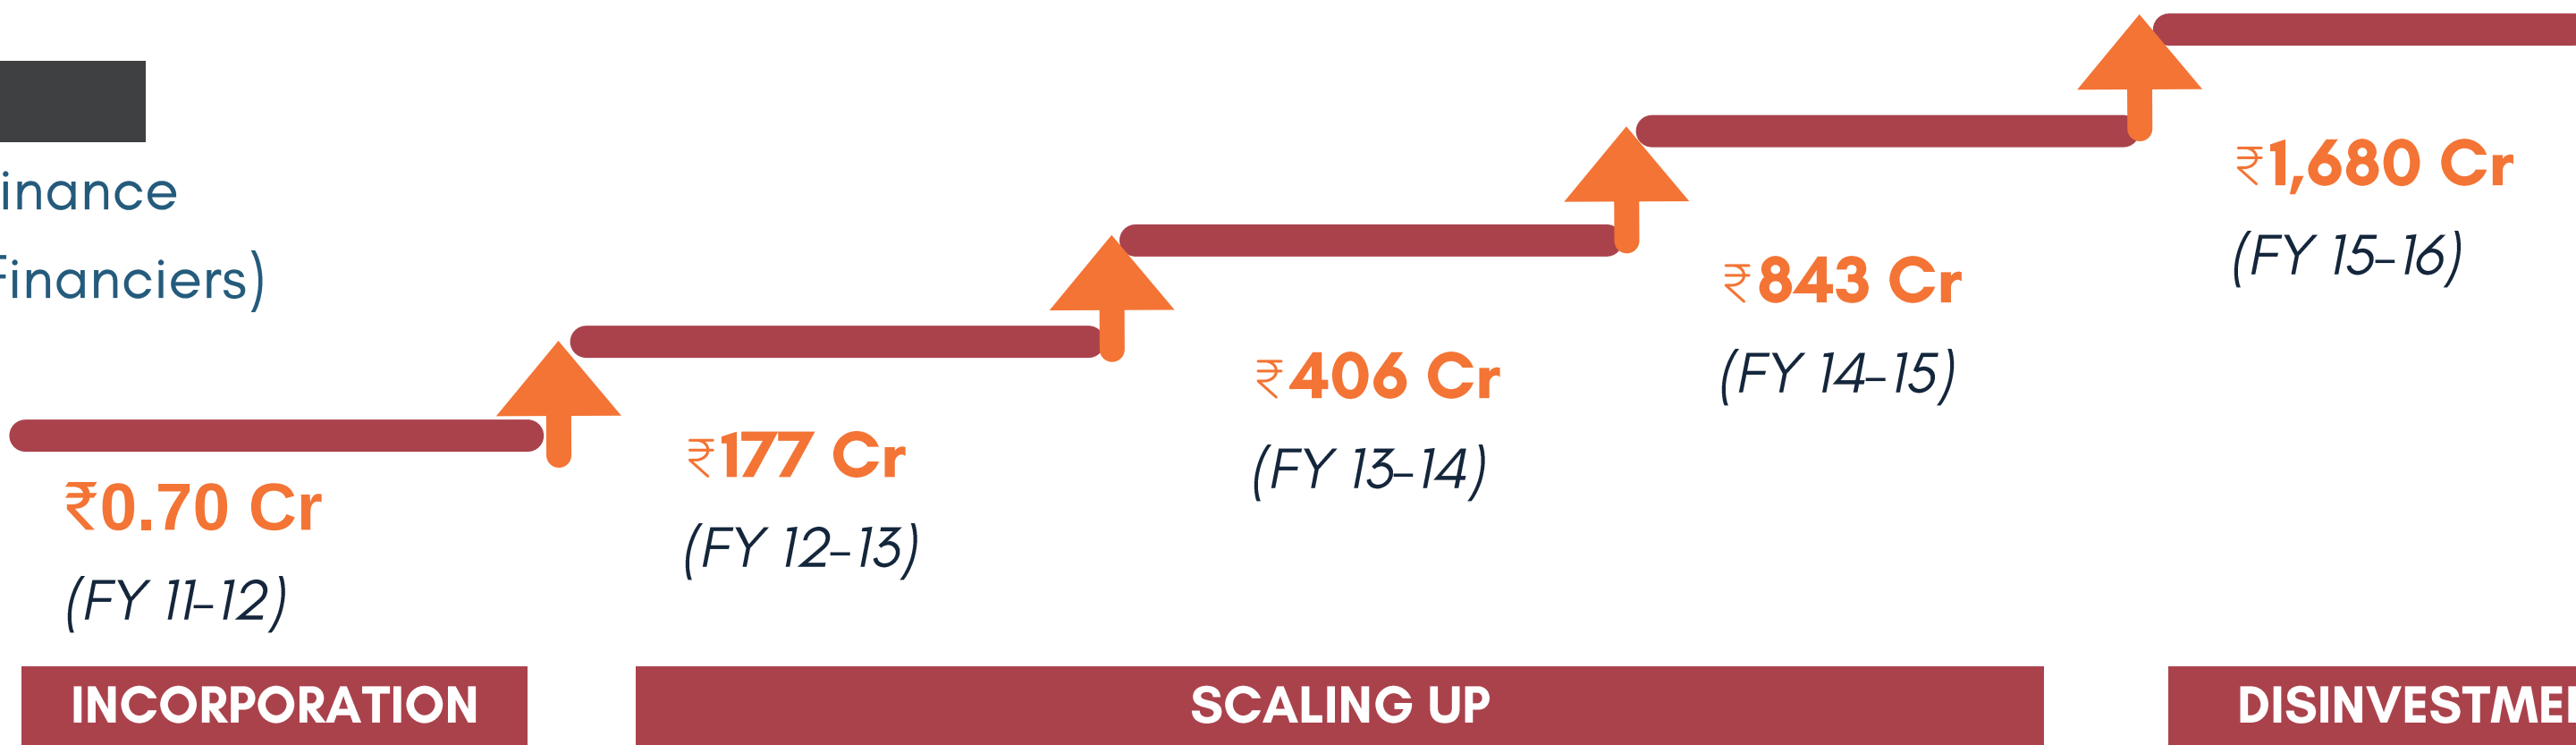 inance
Financiers)
₹0.70 Cr
(FY 11-12)
₹177 Cr
(FY 12-13)
₹406 Cr
(FY 13-14)
₹843 Cr
(FY 14-15)
₹1,680 Cr
(FY 15-16)
INCORPORATION
SCALING UP
DISINVESTME